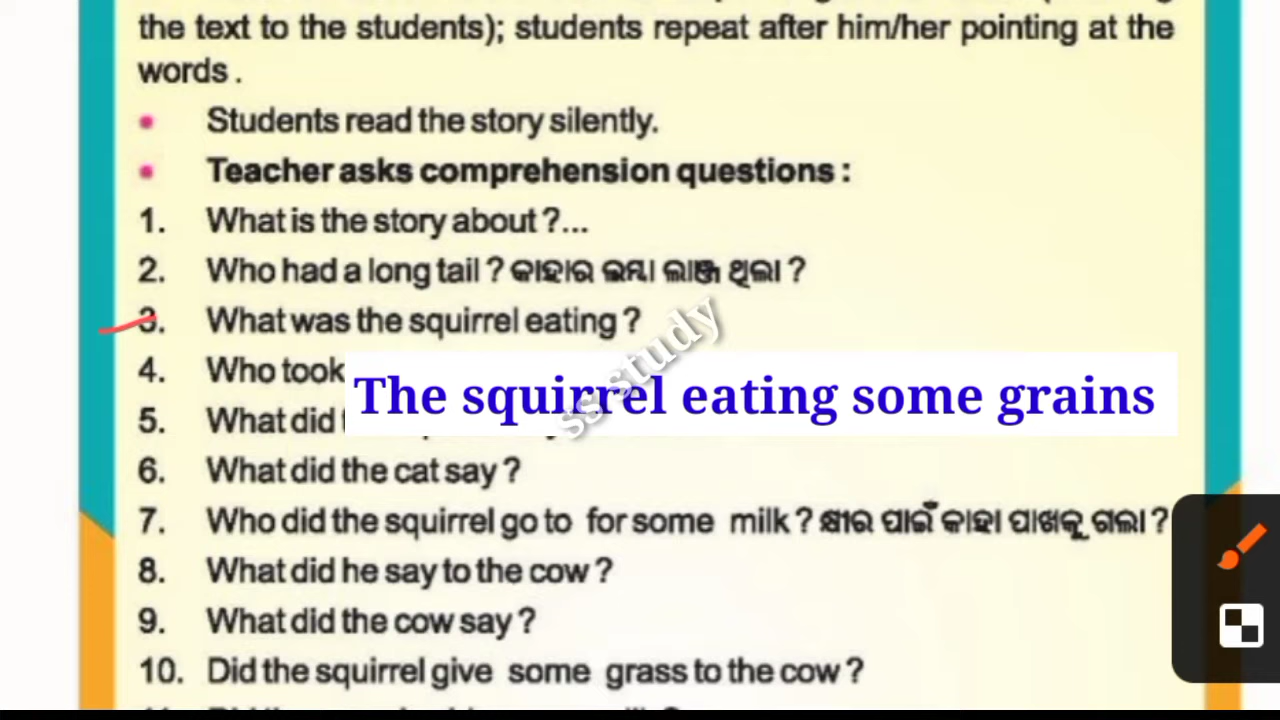 the text to the students); students repeat after him/her pointing at the
words .
• Students read the story silently.
• Teacher asks comprehension questions :
1. What is the story about ?...
2. Who had a long tail ? କାହାର ଲମ୍ବା ଲାଞ୍ଜ ଥିଲା ?
3. What was the squirrel eating ?
4. Who took
The squirrel eating some grains
5. What did
6. What did the cat say ?
7. Who did the squirrel go to for some milk ? କ୍ଷୀର ପାଇଁ କାହା ପାଖକୁ ଗଲା ?
8. What did he say to the cow ?
9. What did the cow say ?
10. Did the squirrel give some grass to the cow ?
ss study